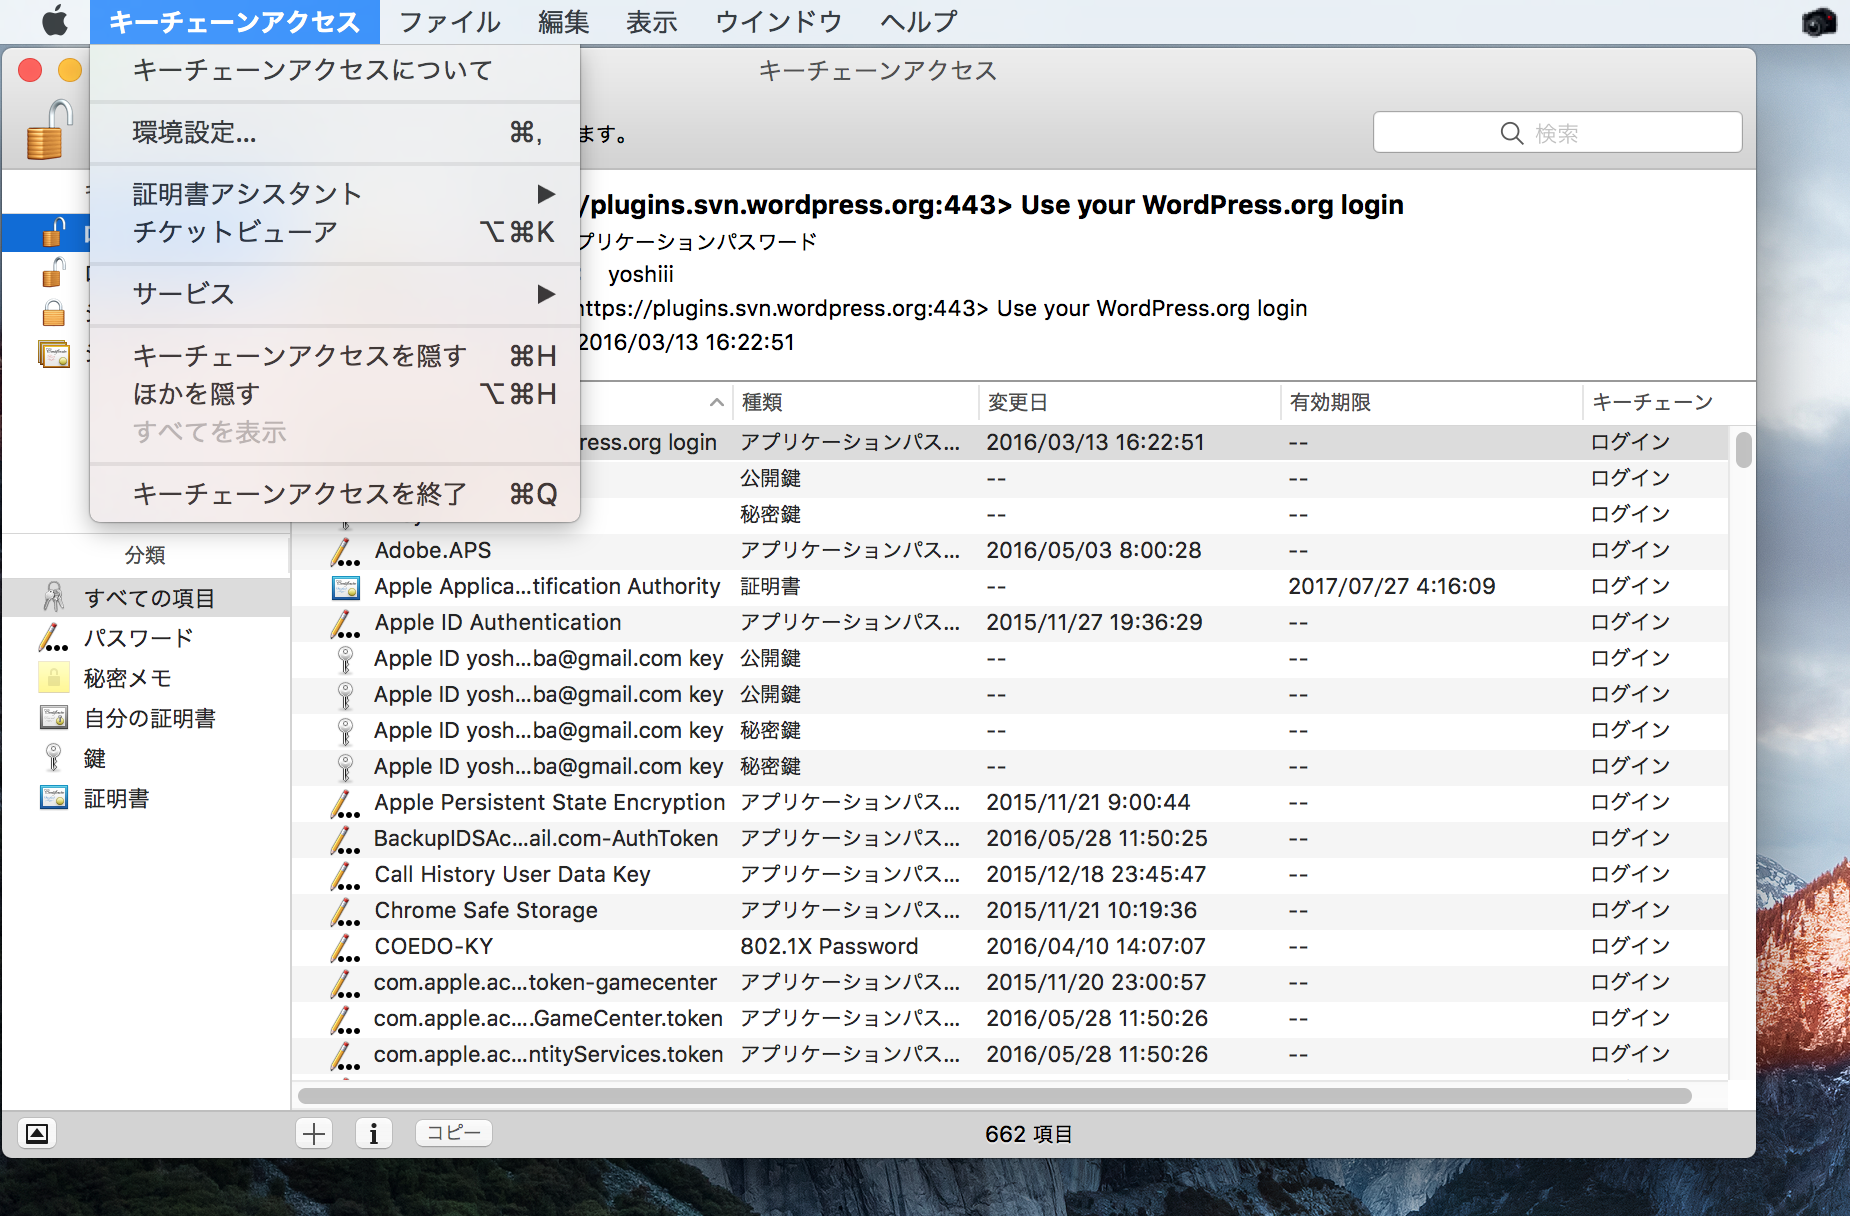 キーチェーンアクセス ファイル 編集 表示 ウインドウ ヘルプ
キーチェーンアクセス
キーチェーンアクセスについて
環境設定... ⌘,
証明書アシスタント ▶
チケットビューア ⌥⌘K
サービス ▶
キーチェーンアクセスを隠す ⌘H
ほかを隠す ⌥⌘H
すべてを表示
キーチェーンアクセスを終了 ⌘Q
ます。
検索
/plugins.svn.wordpress.org:443> Use your WordPress.org login
プリケーションパスワード
yoshiii
ttps://plugins.svn.wordpress.org:443> Use your WordPress.org login
2016/03/13 16:22:51
種類 変更日 有効期限 キーチェーン
ress.org login アプリケーションパス... 2016/03/13 16:22:51 -- ログイン
公開鍵 -- -- ログイン
秘密鍵 -- -- ログイン
Adobe.APS アプリケーションパス... 2016/05/03 8:00:28 -- ログイン
Apple Applica...tification Authority 証明書 -- 2017/07/27 4:16:09 ログイン
Apple ID Authentication アプリケーションパス... 2015/11/27 19:36:29 -- ログイン
Apple ID yosh...ba@gmail.com key 公開鍵 -- -- ログイン
Apple ID yosh...ba@gmail.com key 公開鍵 -- -- ログイン
Apple ID yosh...ba@gmail.com key 秘密鍵 -- -- ログイン
Apple ID yosh...ba@gmail.com key 秘密鍵 -- -- ログイン
Apple Persistent State Encryption アプリケーションパス... 2015/11/21 9:00:44 -- ログイン
BackupIDSAc...ail.com-AuthToken アプリケーションパス... 2016/05/28 11:50:25 -- ログイン
Call History User Data Key アプリケーションパス... 2015/12/18 23:45:47 -- ログイン
Chrome Safe Storage アプリケーションパス... 2015/11/21 10:19:36 -- ログイン
COEDO-KY 802.1X Password 2016/04/10 14:07:07 -- ログイン
com.apple.ac...token-gamecenter アプリケーションパス... 2015/11/20 23:00:57 -- ログイン
com.apple.ac....GameCenter.token アプリケーションパス... 2016/05/28 11:50:26 -- ログイン
com.apple.ac...ntityServices.token アプリケーションパス... 2016/05/28 11:50:26 -- ログイン
分類
すべての項目
パスワード
秘密メモ
自分の証明書
鍵
証明書
コピー
662 項目